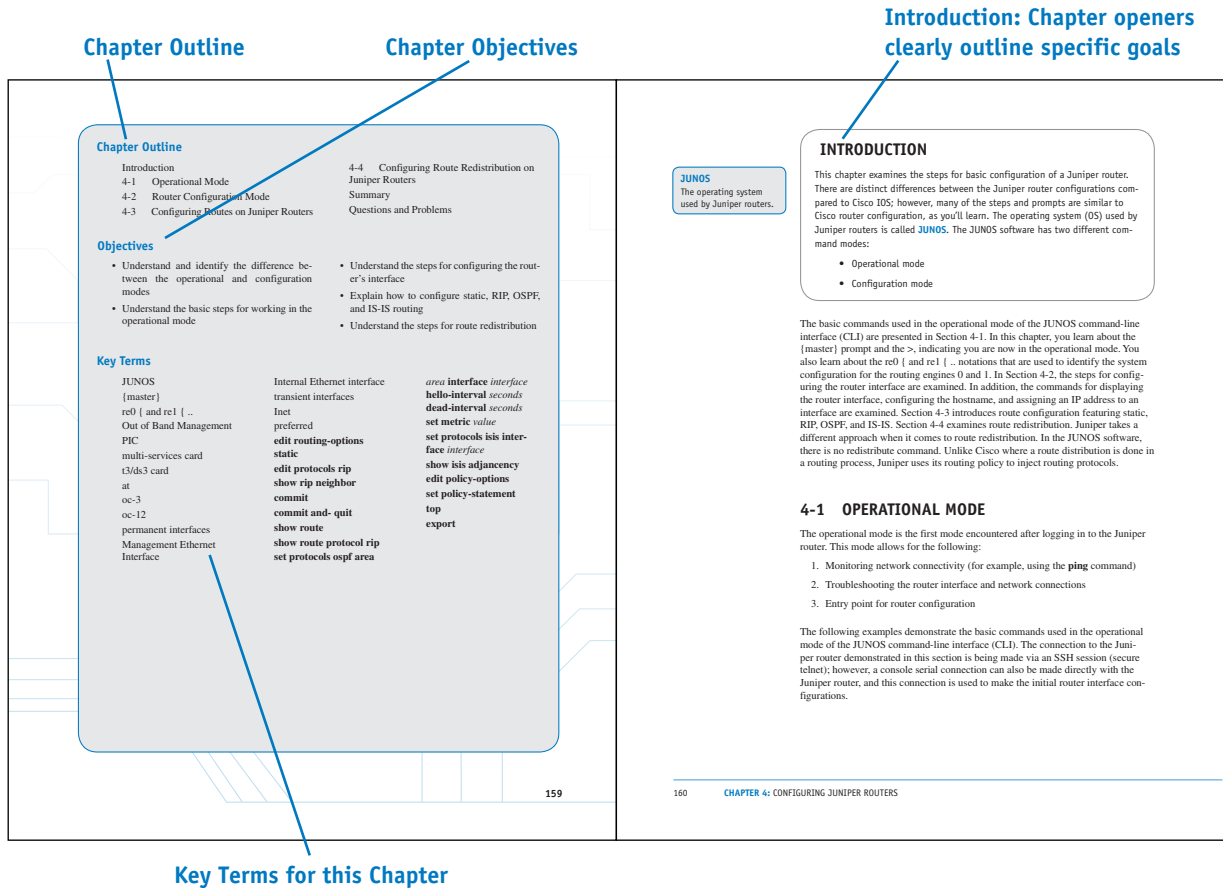 Chapter Outline
Chapter Objectives
Introduction: Chapter openers
clearly outline specific goals
Chapter Outline
Introduction
4-1 Operational Mode
4-2 Router Configuration Mode
4-3 Configuring Routes on Juniper Routers
4-4 Configuring Route Redistribution on
Juniper Routers
Summary
Questions and Problems
Objectives
• Understand and identify the difference be-
tween the operational and configuration
modes
• Understand the basic steps for working in the
operational mode
• Understand the steps for configuring the rout-
er's interface
• Explain how to configure static, RIP, OSPF,
and IS-IS routing
• Understand the steps for route redistribution
Key Terms
JUNOS
{master}
re0 { and re1 { ..
Out of Band Management
PIC
multi-services card
t3/ds3 card
at
oc-3
oc-12
permanent interfaces
Management Ethernet
Interface
Internal Ethernet interface
transient interfaces
Inet
preferred
edit routing-options
static
edit protocols rip
show rip neighbor
commit
commit and- quit
show route
show route protocol rip
set protocols ospf area
area interface interface
hello-interval seconds
dead-interval seconds
set metric value
set protocols isis inter-
face interface
show isis adjancency
edit policy-options
set policy-statement
top
export
159
Key Terms for this Chapter
JUNOS
The operating system
used by Juniper routers.
INTRODUCTION
This chapter examines the steps for basic configuration of a Juniper router.
There are distinct differences between the Juniper router configurations com-
pared to Cisco IOS; however, many of the steps and prompts are similar to
Cisco router configuration, as you'll learn. The operating system (OS) used by
Juniper routers is called JUNOS. The JUNOS software has two different com-
mand modes:
• Operational mode
• Configuration mode
The basic commands used in the operational mode of the JUNOS command-line
interface (CLI) are presented in Section 4-1. In this chapter, you learn about the
{master} prompt and the >, indicating you are now in the operational mode. You
also learn about the re0 { and re1 { .. notations that are used to identify the system
configuration for the routing engines 0 and 1. In Section 4-2, the steps for config-
uring the router interface are examined. In addition, the commands for displaying
the router interface, configuring the hostname, and assigning an IP address to an
interface are examined. Section 4-3 introduces route configuration featuring static,
RIP, OSPF, and IS-IS. Section 4-4 examines route redistribution. Juniper takes a
different approach when it comes to route redistribution. In the JUNOS software,
there is no redistribute command. Unlike Cisco where a route distribution is done in
a routing process, Juniper uses its routing policy to inject routing protocols.
4-1 OPERATIONAL MODE
The operational mode is the first mode encountered after logging in to the Juniper
router. This mode allows for the following:
1. Monitoring network connectivity (for example, using the ping command)
2. Troubleshooting the router interface and network connections
3. Entry point for router configuration
The following examples demonstrate the basic commands used in the operational
mode of the JUNOS command-line interface (CLI). The connection to the Juni-
per router demonstrated in this section is being made via an SSH session (secure
telnet); however, a console serial connection can also be made directly with the
Juniper router, and this connection is used to make the initial router interface con-
figurations.
160 CHAPTER 4: CONFIGURING JUNIPER ROUTERS